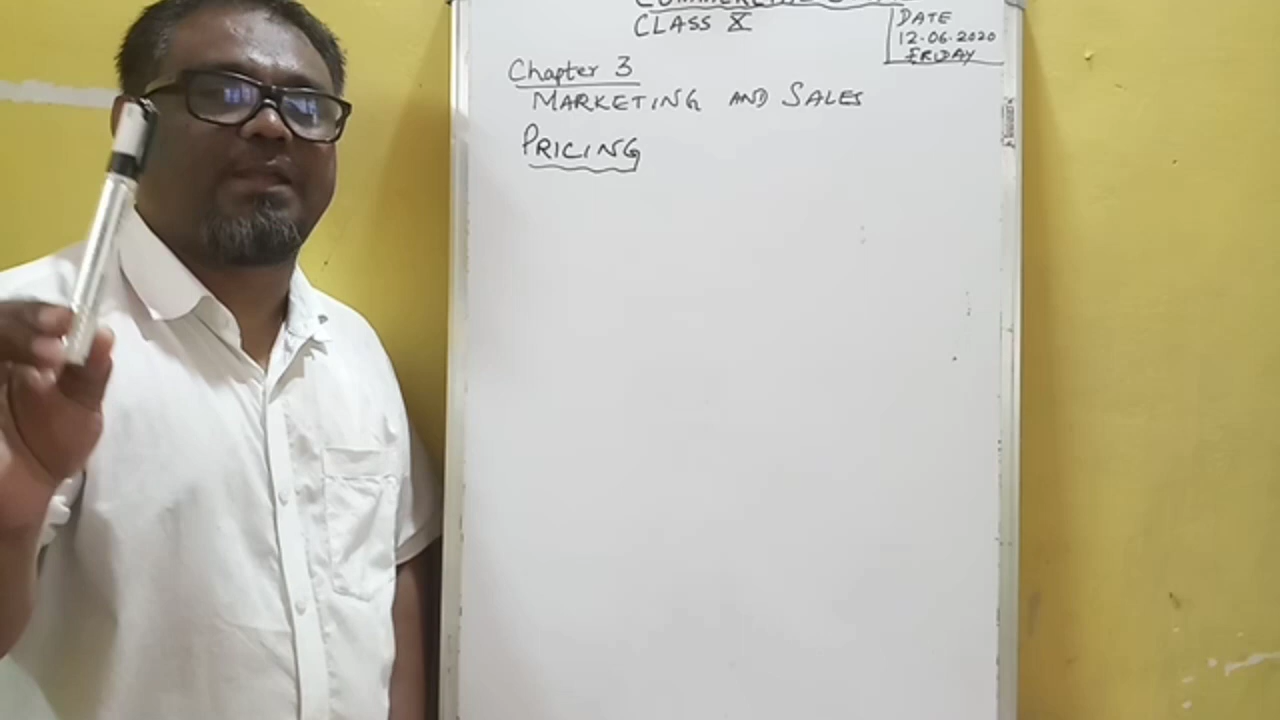 CLASS X
DATE
12.06.2020
FRIDAY
Chapter 3
MARKETING AND SALES
PRICING